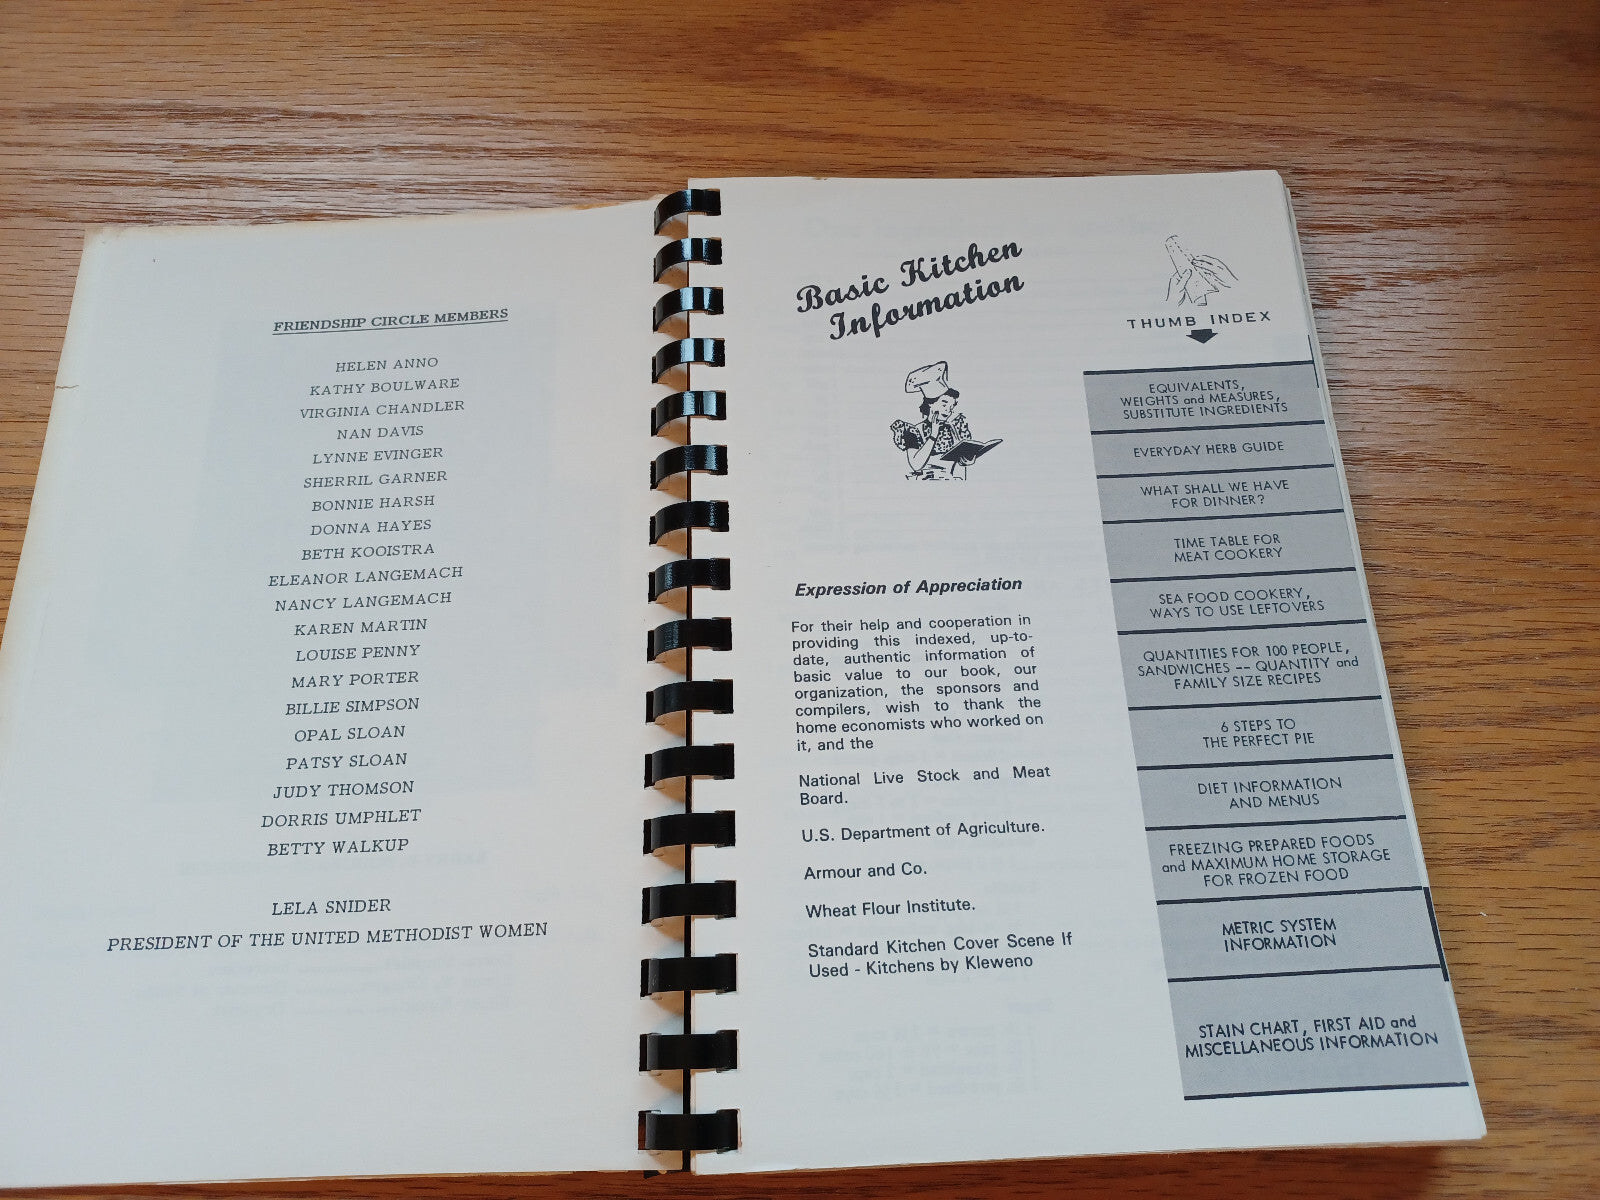 FRIENDSHIP CIRCLE MEMBERS
HELEN ANNO
KATHY BOULWARE
VIRGINIA CHANDLER
NAN DAVIS
LYNNE EVINGER
SHERRIL GARNER
BONNIE HARSH
DONNA HAYES
BETH KOOISTRA
ELEANOR LANGEMACH
NANCY LANGEMACH
KAREN MARTIN
LOUISE PENNY
MARY PORTER
BILLIE SIMPSON
OPAL SLOAN
PATSY SLOAN
JUDY THOMSON
DORRIS UMPHLET
BETTY WALKUP
LELA SNIDER
PRESIDENT OF THE UNITED METHODIST WOMEN
Basic Kitchen
Information
Expression of Appreciation
For their help and cooperation in
providing this indexed, up-to-
date, authentic information of
basic value to our book, our
organization, the sponsors and
compilers, wish to thank the
home economists who worked on
it, and the
National Live Stock and Meat
Board.
U.S. Department of Agriculture.
Armour and Co.
Wheat Flour Institute.
Standard Kitchen Cover Scene If
Used - Kitchens by Kleweno
THUMB INDEX
EQUIVALENTS,
WEIGHTS and MEASURES,
SUBSTITUTE INGREDIENTS
EVERYDAY HERB GUIDE
WHAT SHALL WE HAVE
FOR DINNER?
TIME TABLE FOR
MEAT COOKERY
SEA FOOD COOKERY,
WAYS TO USE LEFTOVERS
QUANTITIES FOR 100 PEOPLE,
SANDWICHES -- QUANTITY and
FAMILY SIZE RECIPES
6 STEPS TO
THE PERFECT PIE
DIET INFORMATION
AND MENUS
FREEZING PREPARED FOODS
and MAXIMUM HOME STORAGE
FOR FROZEN FOOD
METRIC SYSTEM
INFORMATION
STAIN CHART, FIRST AID and
MISCELLANEOUS INFORMATION